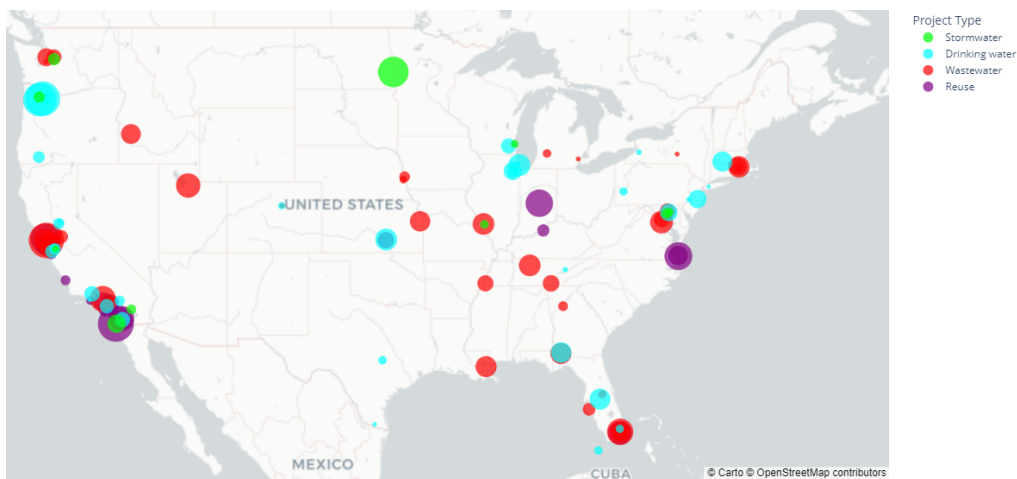 Project Type
Stormwater
Drinking water
Wastewater
Reuse
UNITED STATES
MEXICO
CUBA
© Carto © OpenStreetMap contributors